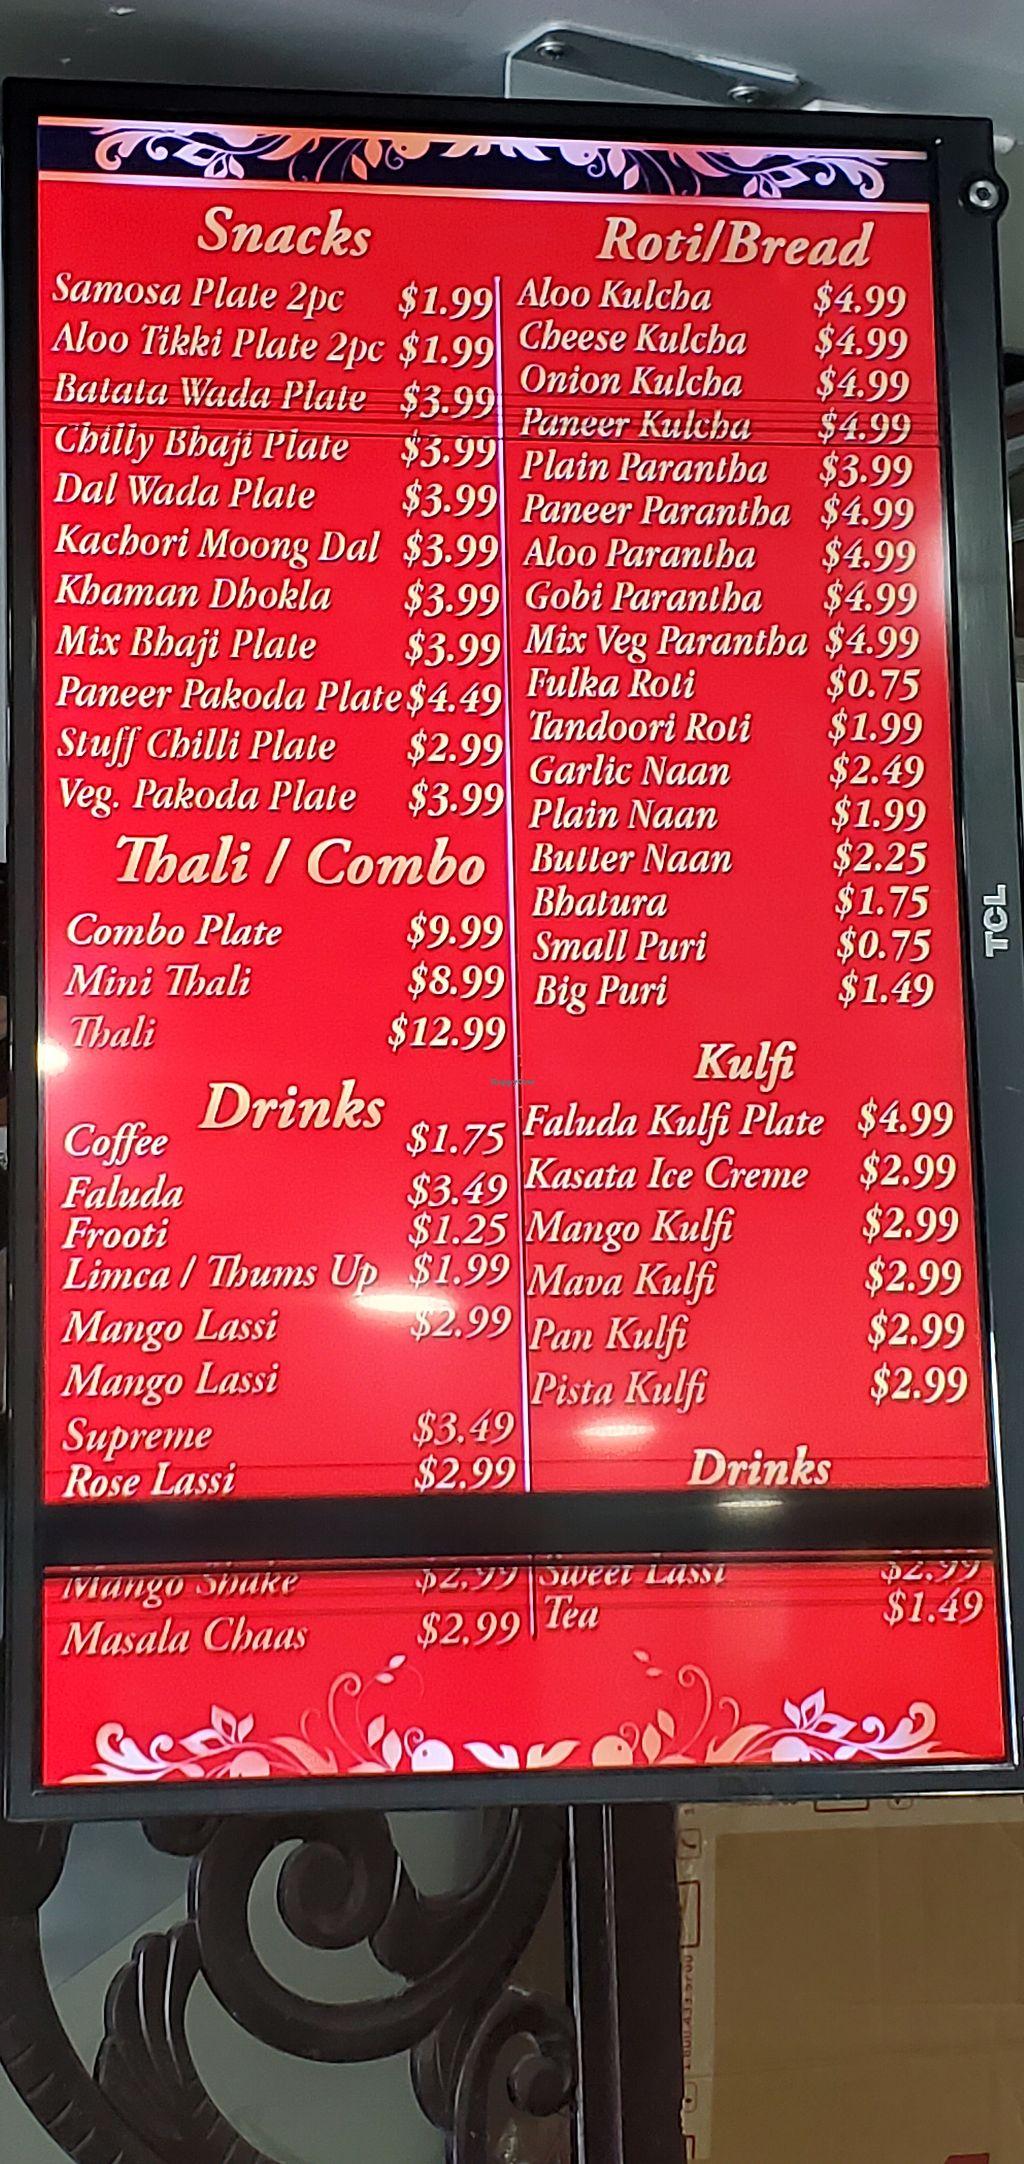 Snacks
Samosa Plate 2pc $1.99
Aloo Tikki Plate 2pc $1.99
Batata Wada Plate $3.99
Chilly Bhaji Plate $3.99
Dal Wada Plate $3.99
Kachori Moong Dal $3.99
Khaman Dhokla $3.99
Mix Bhaji Plate $3.99
Paneer Pakoda Plate $4.49
Stuff Chilli Plate $2.99
Veg. Pakoda Plate $3.99
Thali / Combo
Combo Plate $9.99
Mini Thali $8.99
Thali $12.99
Drinks
Coffee $1.75
Faluda $3.49
Frooti $1.25
Limca / Thums Up $1.99
Mango Lassi $2.99
Mango Lassi
Supreme $3.49
Rose Lassi $2.99
Mango Shake $2.99
Masala Chaas $2.99
Roti/Bread
Aloo Kulcha $4.99
Cheese Kulcha $4.99
Onion Kulcha $4.99
Paneer Kulcha $4.99
Plain Parantha $3.99
Paneer Parantha $4.99
Aloo Parantha $4.99
Gobi Parantha $4.99
Mix Veg Parantha $4.99
Fulka Roti $0.75
Tandoori Roti $1.99
Garlic Naan $2.49
Plain Naan $1.99
Butter Naan $2.25
Bhatura $1.75
Small Puri $0.75
Big Puri $1.49
Kulfi
Faluda Kulfi Plate $4.99
Kasata Ice Creme $2.99
Mango Kulfi $2.99
Mava Kulfi $2.99
Pan Kulfi $2.99
Pista Kulfi $2.99
Drinks
Sweet Lassi $2.99
Tea $1.49
TCL